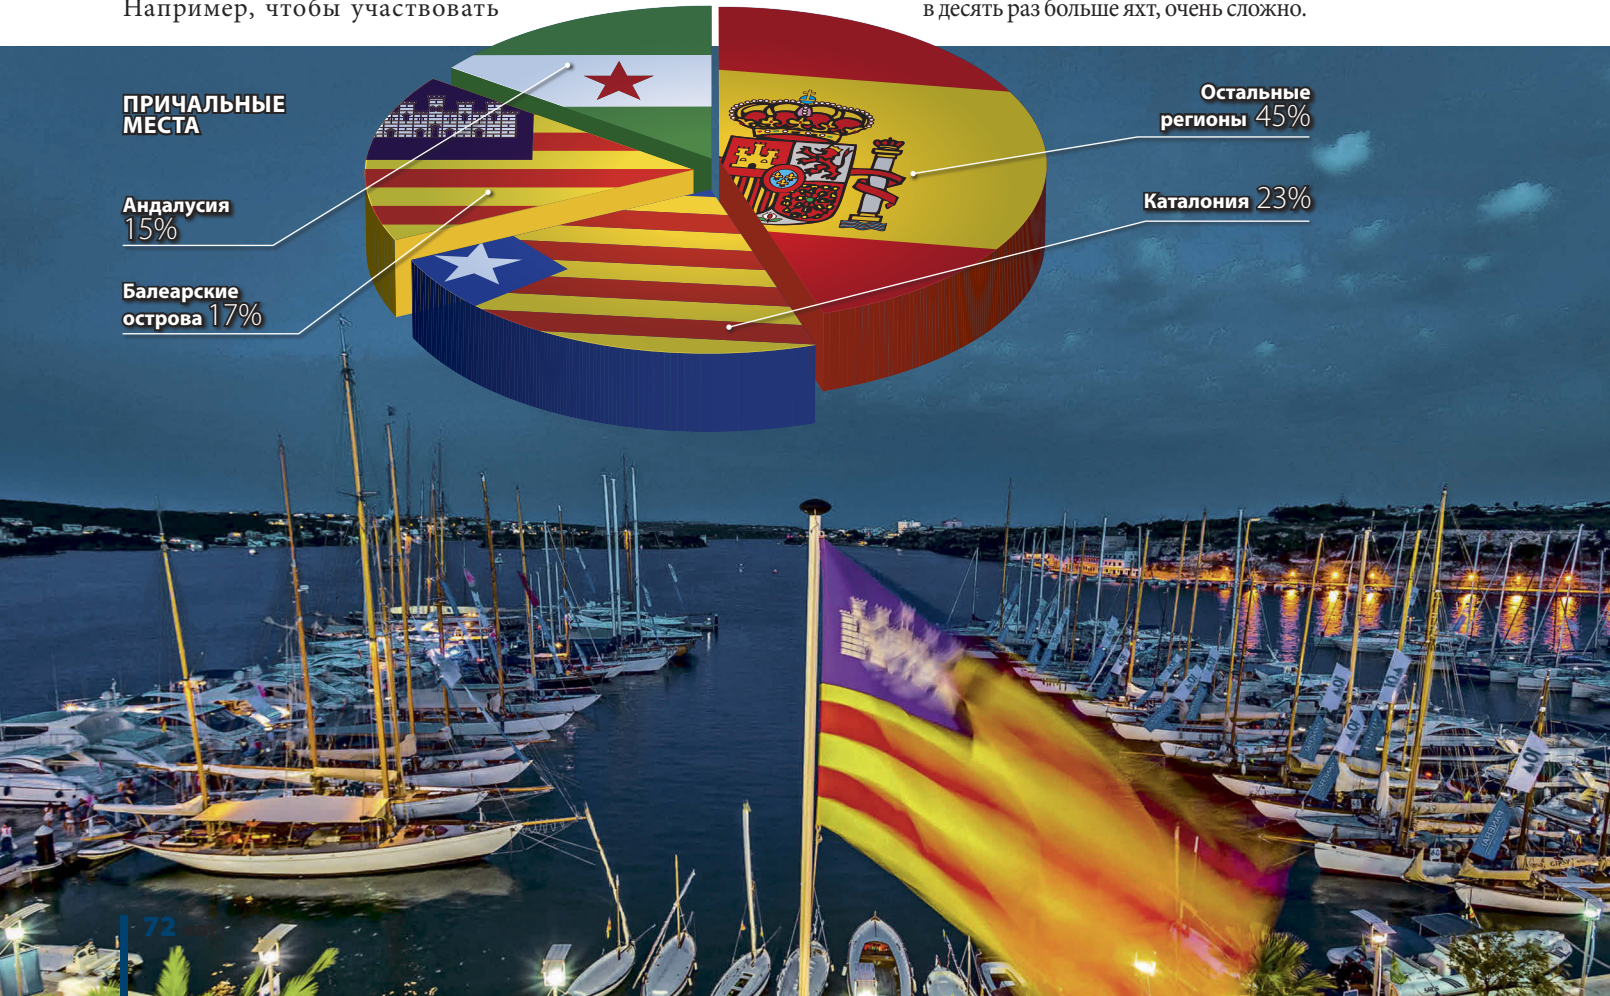 Например, чтобы участвовать
в десять раз больше яхт, очень сложно.
ПРИЧАЛЬНЫЕ
МЕСТА
Андалусия
15%
Балеарские
острова 17%
Остальные
регионы 45%
Каталония 23%
72